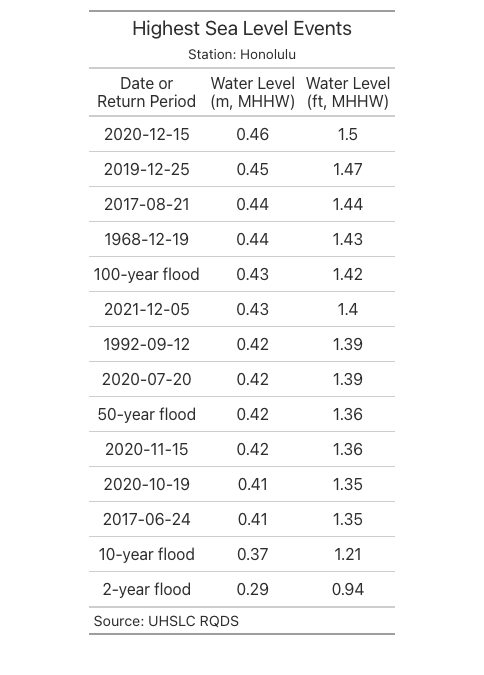 Highest Sea Level Events
Station: Honolulu
Date or Water Level Water Level
Return Period (m, MHHW) (ft, MHHW)
2020-12-15 0.46 1.5
2019-12-25 0.45 1.47
2017-08-21 0.44 1.44
1968-12-19 0.44 1.43
100-year flood 0.43 1.42
2021-12-05 0.43 1.4
1992-09-12 0.42 1.39
2020-07-20 0.42 1.39
50-year flood 0.42 1.36
2020-11-15 0.42 1.36
2020-10-19 0.41 1.35
2017-06-24 0.41 1.35
10-year flood 0.37 1.21
2-year flood 0.29 0.94
Source: UHSLC RQDS